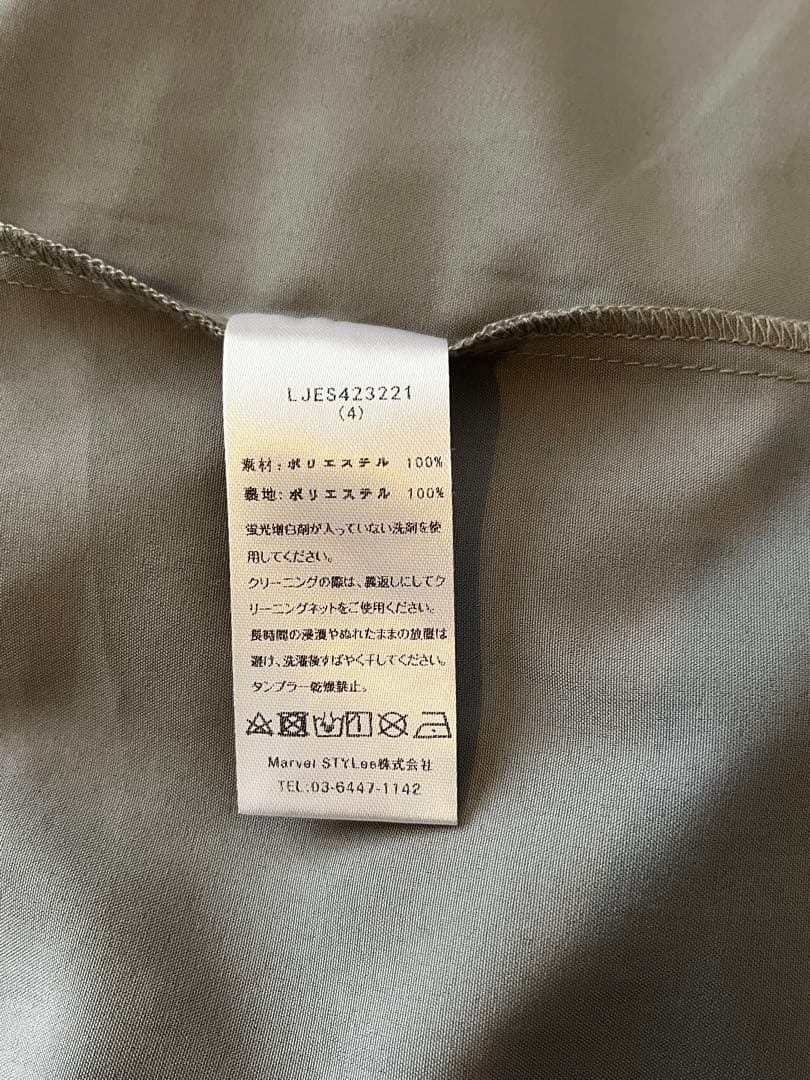 LJES423221
(4)
素材:ポリエステル 100%
裏地:ポリエステル 100%
蛍光増白剤が入っていない洗剤を使
用してください。
クリーニングの際は、裏返しにしてク
リーニングネットをご使用ください。
長時間の浸漬やぬれたままの放置は
避け、洗濯後すばやく干してください。
タンブラー乾燥禁止。
Marvel STYLee株式会社
TEL:03-6447-1142